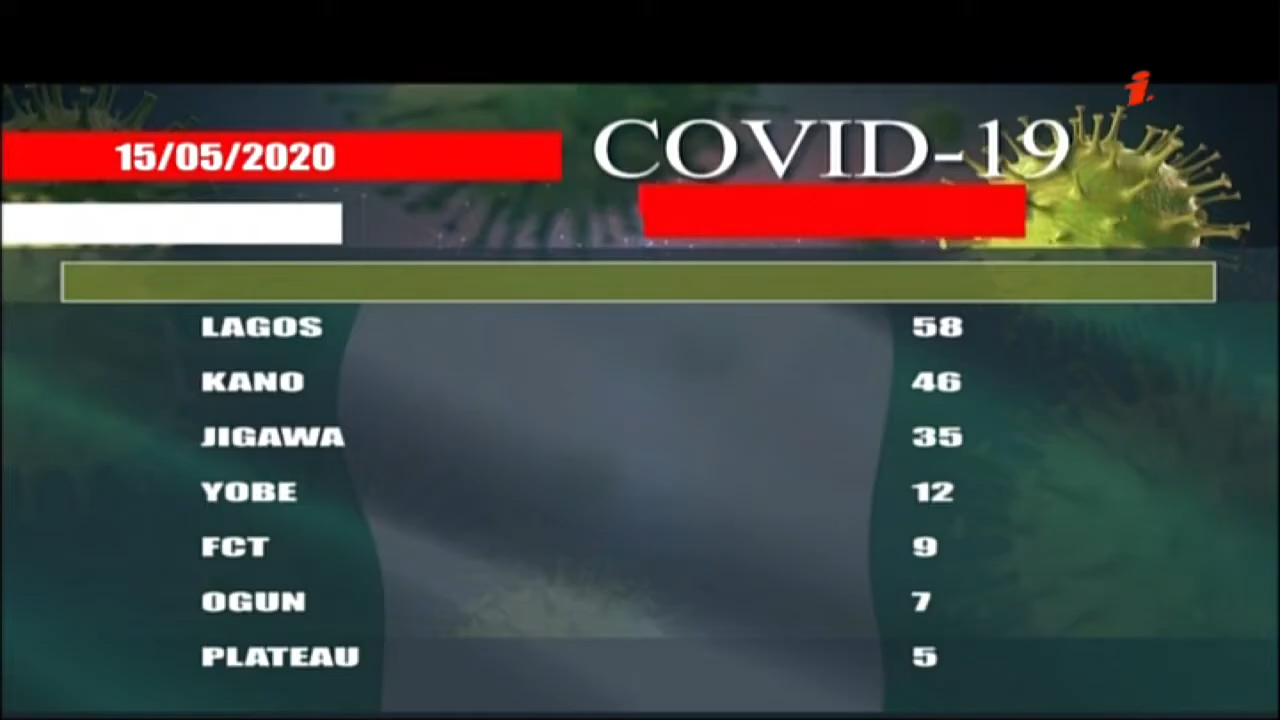 i.
15/05/2020
COVID-19
LAGOS 58
KANO 46
JIGAWA 35
YOBE 12
FCT 9
OGUN 7
PLATEAU 5